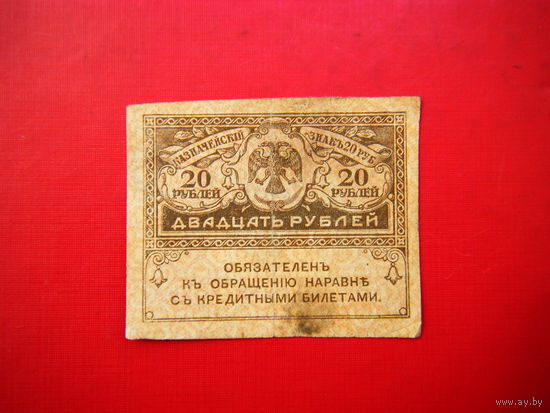 КАЗНАЧЕЙСКІЙ ЗНАКЪ 20 РУБ.
20 20
РУБЛЕЙ РУБЛЕЙ
ДВАДЦАТЬ РУБЛЕЙ
ОБЯЗАТЕЛЕНЪ
КЪ ОБРАЩЕНІЮ НАРАВНѢ
СЪ КРЕДИТНЫМИ БИЛЕТАМИ.
www.ay.by